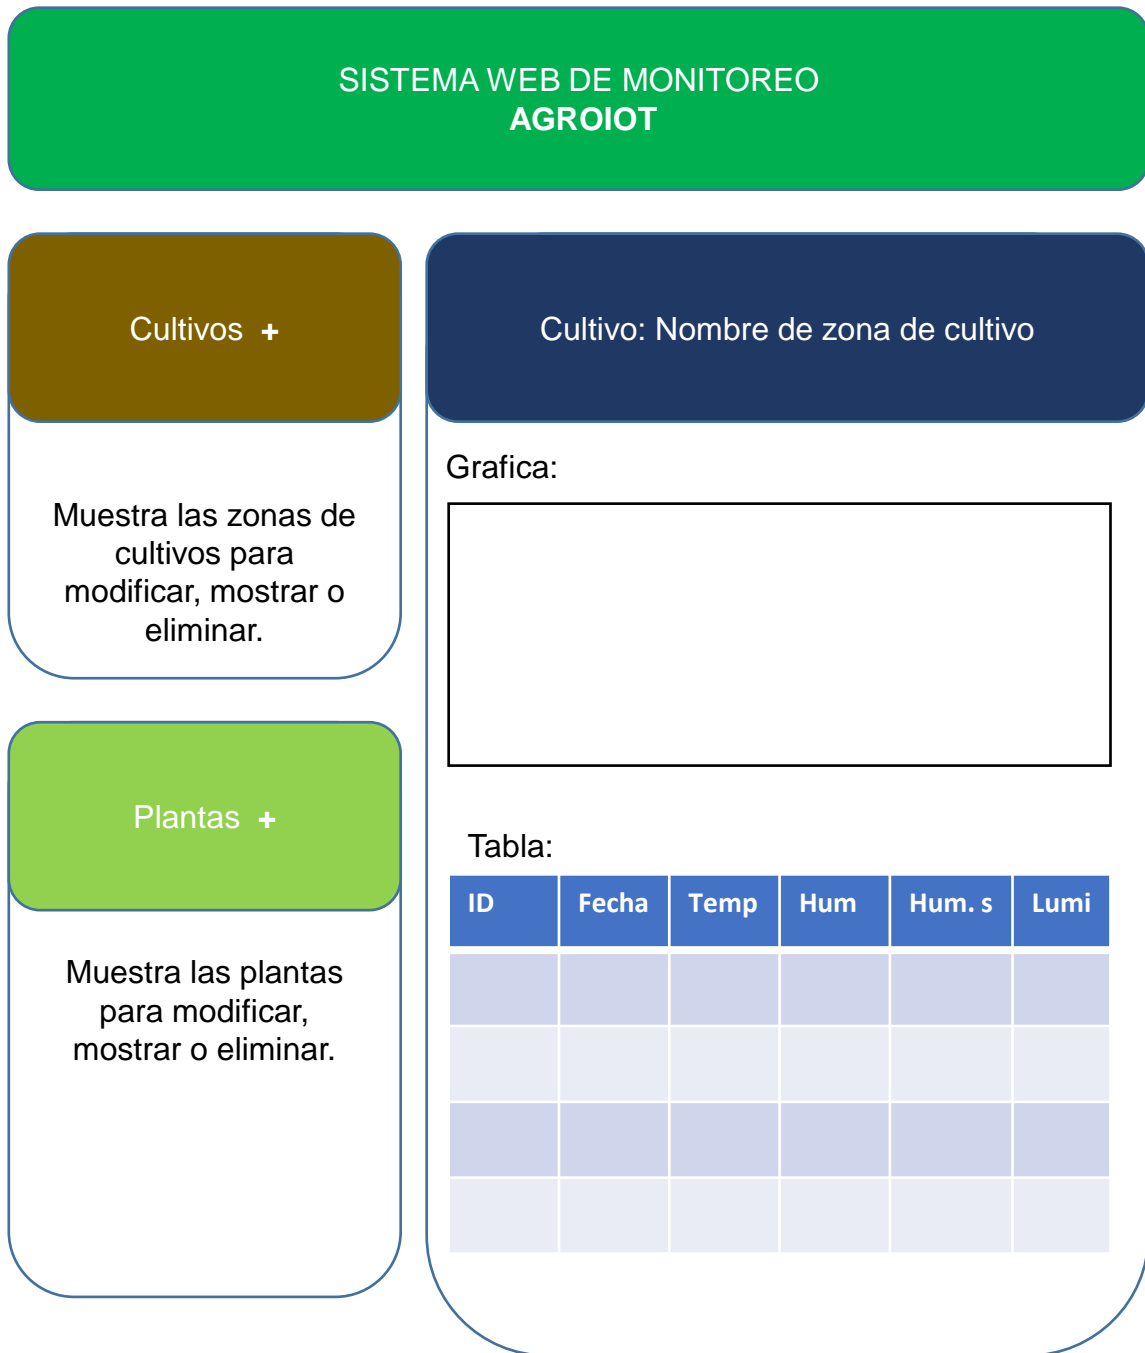 SISTEMA WEB DE MONITOREO
AGROIOT
Cultivos +
Muestra las zonas de
cultivos para
modificar, mostrar o
eliminar.
Plantas +
Muestra las plantas
para modificar,
mostrar o eliminar.
Cultivo: Nombre de zona de cultivo
Grafica:
Tabla:
ID Fecha Temp Hum Hum. s Lumi